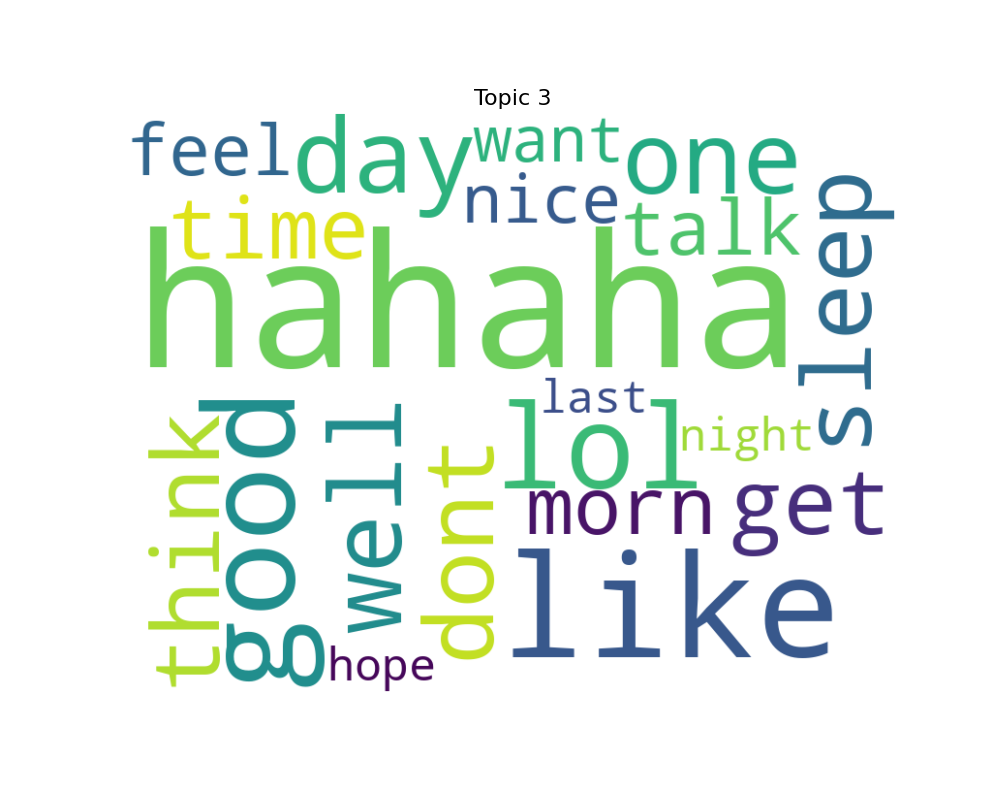 Topic 3
feel day want one
nice
time talk
hahaha
sleep
last
lol night
think good well dont
morn get
like
hope